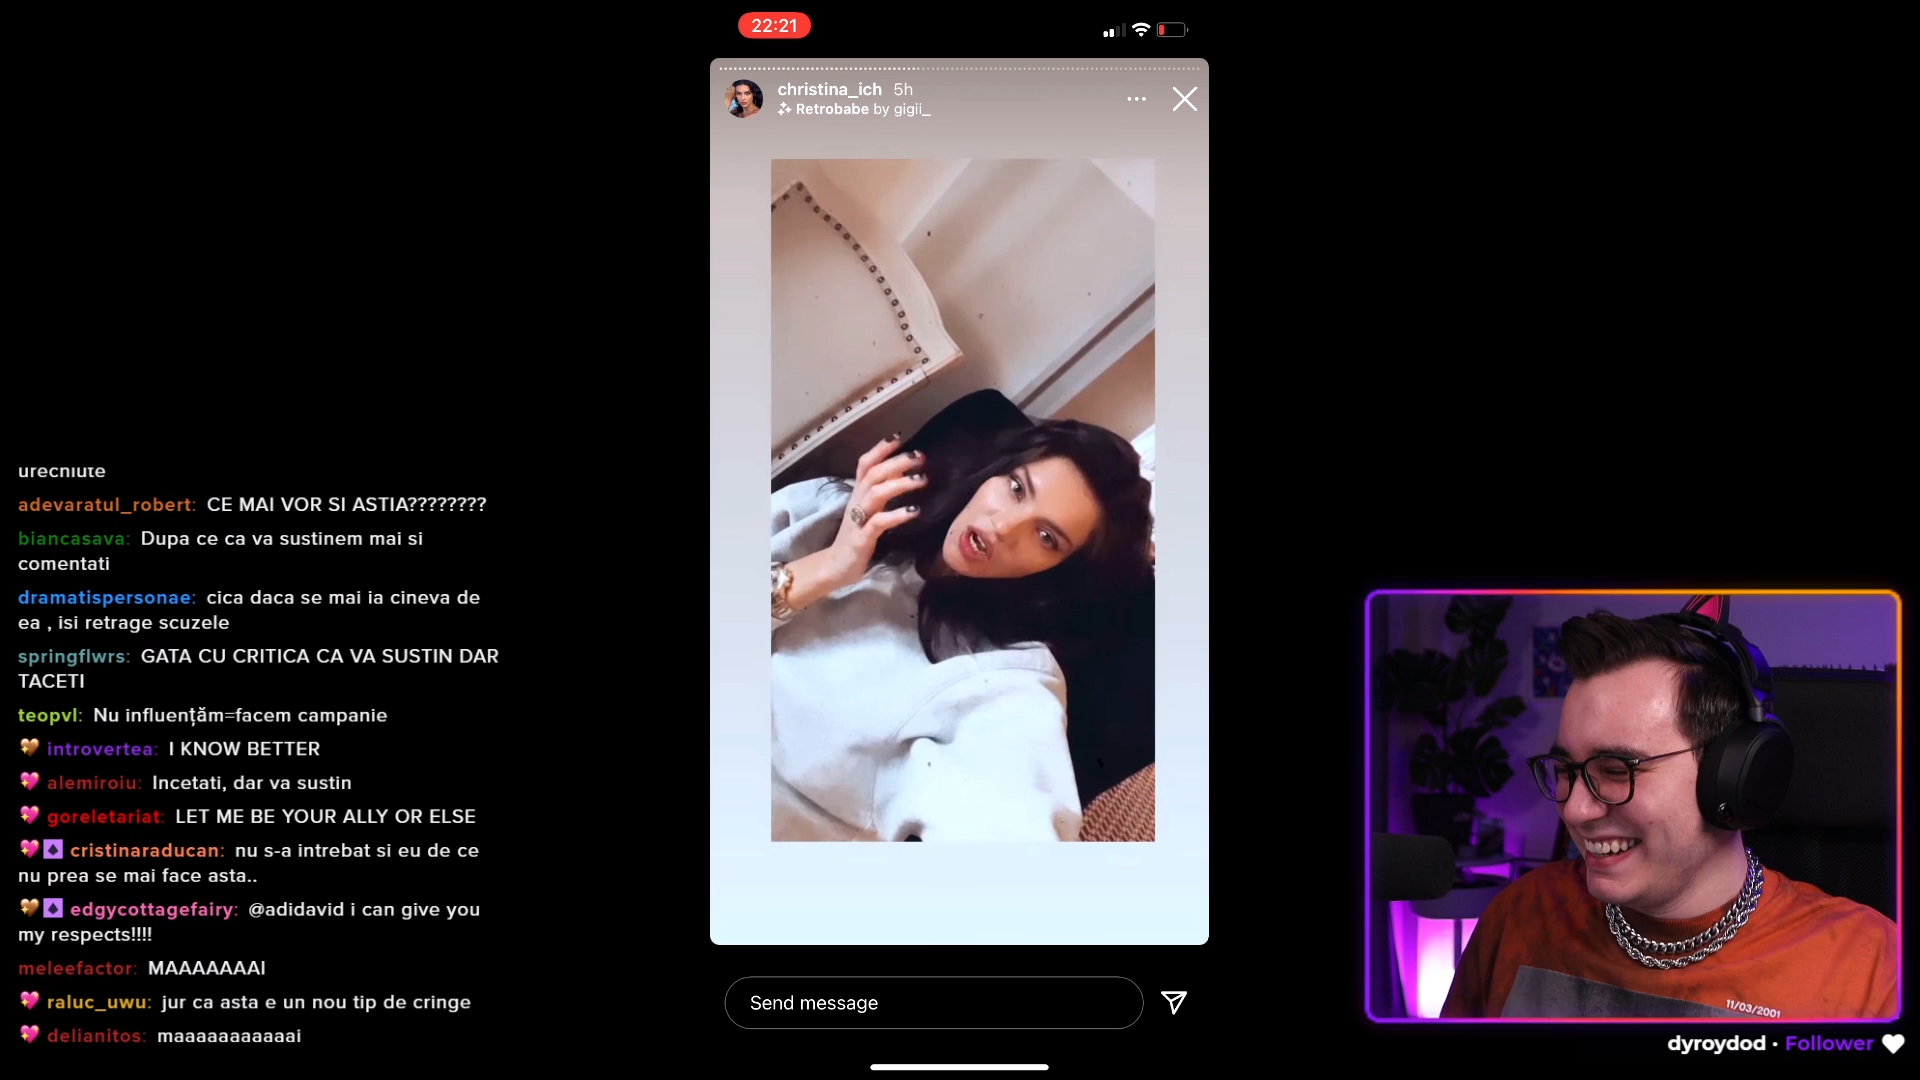 22:21
christina_ich 5h
Retrobabe by gigii_
urechiute
adevaratul_robert: CE MAI VOR SI ASTIA????????
biancasava: Dupa ce ca va sustinem mai si
comentati
dramatispersonae: cica daca se mai ia cineva de
ea , isi retrage scuzele
springflwrs: GATA CU CRITICA CA VA SUSTIN DAR
TACETI
teopvl: Nu influențăm=facem campanie
introvertea: I KNOW BETTER
alemiroiu: Incetati, dar va sustin
goreletariat: LET ME BE YOUR ALLY OR ELSE
cristinaraducan: nu s-a intrebat si eu de ce
nu prea se mai face asta..
edgycottagefairy: @adidavid i can give you
my respects!!!!
meleefactor: MAAAAAAAI
raluc_uwu: jur ca asta e un nou tip de cringe
delianitos: maaaaaaaaaaai
Send message
11/03/2001
dyroydod • Follower